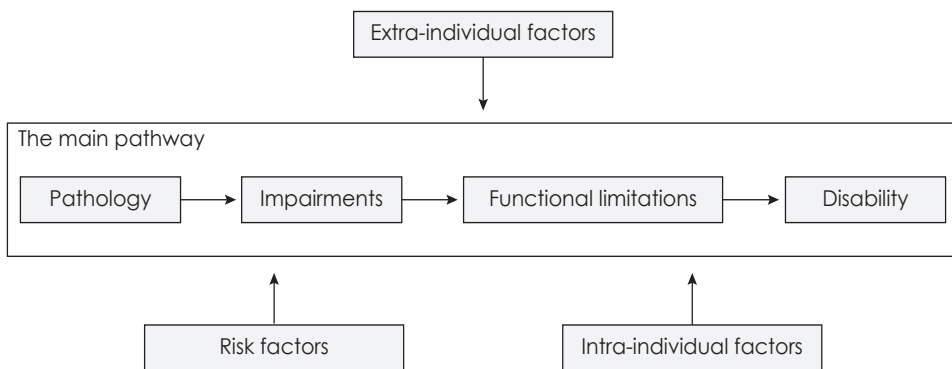 Extra-individual factors
The main pathway
Pathology
Impairments
Functional limitations
Disability
Risk factors
Intra-individual factors